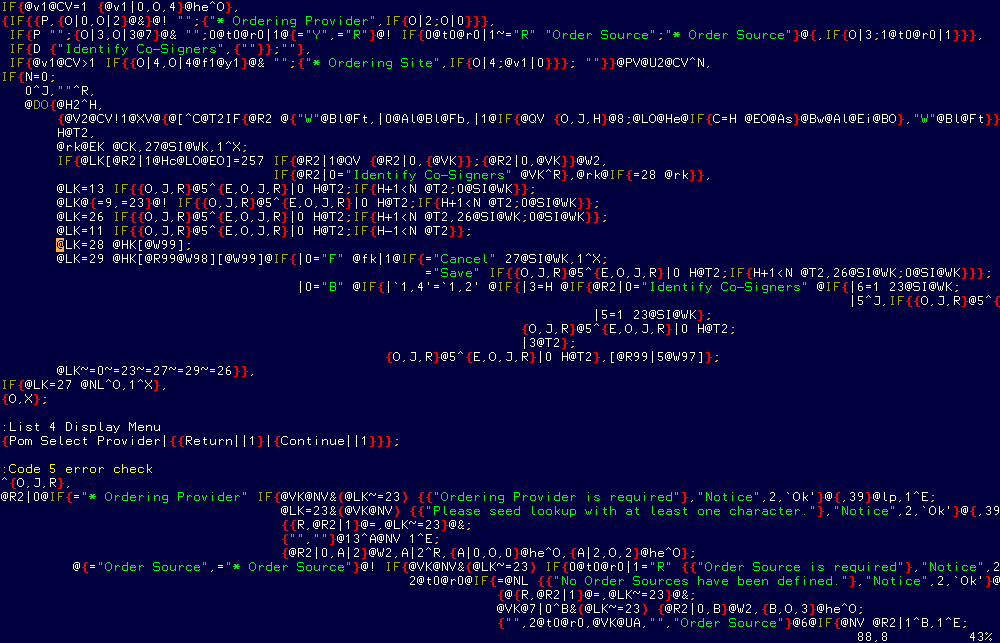 IF{@v1@CV=1 {@v1|0,0,4}@he^O},
{IF{{P,{O|0,O|2}@&}@! "";{"* Ordering Provider",IF{O|2;O|0}}},
IF{P "";{O|3,O|3@7}@& "";0@t0@r0|1@{="Y",="R"}@! IF{0@t0@r0|1~="R" "Order Source";"* Order Source"}@{,IF{O|3;1@t0@r0|1}}},
IF{D {"Identify Co-Signers",{""}};""},
IF{@v1@CV>1 IF{{O|4,O|4@f1@y1}@& "";{"* Ordering Site",IF{O|4;@v1|0}}}; ""}}@PV@U2@CV^N,
IF{N=0;
0^J,""^R,
@DO{@H2^H,
{@V2@CV!1@XV@{@[^C@T2IF{@R2 @{"W"@Bl@Ft,|0@Al@Bl@Fb,|1@IF{@QV {O,J,H}@8;@LO@He@IF{C=H @EO@As}@Bw@Al@Ei@BO},"W"@Bl@Ft}}
H@T2,
@rk@EK @CK,27@SI@WK,1^X;
IF{@LK[@R2|1@Hc@LO@EO]=257 IF{@R2|1@QV {@R2|0,{@VK}};{@R2|0,@VK}}@W2,
IF{@R2|0="Identify Co-Signers" @VK^R},@rk@IF{=28 @rk}},
@LK=13 IF{{O,J,R}@5^{E,O,J,R}|0 H@T2;IF{H+1<N @T2;0@SI@WK}};
@LK@{=9,=23}@! IF{{O,J,R}@5^{E,O,J,R}|0 H@T2;IF{H+1<N @T2;0@SI@WK}};
@LK=26 IF{{O,J,R}@5^{E,O,J,R}|0 H@T2;IF{H+1<N @T2,26@SI@WK;0@SI@WK}};
@LK=11 IF{{O,J,R}@5^{E,O,J,R}|0 H@T2;IF{H-1<N @T2}};
@LK=28 @HK[@W99];
@LK=29 @HK[@R99@W98][@W99]@IF{|0="F" @fk|1@IF{="Cancel" 27@SI@WK,1^X;
="Save" IF{{O,J,R}@5^{E,O,J,R}|0 H@T2;IF{H+1<N @T2,26@SI@WK;0@SI@WK}}};
|0="B" @IF{|`1,4'=`1,2' @IF{|3=H @IF{@R2|0="Identify Co-Signers" @IF{|6=1 23@SI@WK;
|5^J,IF{{O,J,R}@5^{
|5=1 23@SI@WK};
{O,J,R}@5^{E,O,J,R}|0 H@T2;
|3@T2};
{O,J,R}@5^{E,O,J,R}|0 H@T2},[@R99|5@W97]};
@LK~=0~=23~=27~=29~=26}},
IF{@LK=27 @NL^O,1^X},
{O,X};
:List 4 Display Menu
{Pom Select Provider|{{Return||1}|{Continue||1}}};
:Code 5 error check
^{O,J,R},
@R2|0@IF{="* Ordering Provider" IF{@VK@NV&(@LK~=23) {{"Ordering Provider is required"},"Notice",2,`Ok'}@{,39}@lp,1^E;
LK=23&(@VK@NV) {{"Please seed lookup with at least one character."},"Notice",2,`Ok'}@{,39
{{R,@R2|1}@=,@LK~=23}@&;
{"",""}@13^A@NV 1^E;
{@R2|0,A|2}@W2,A|2^R,{A|0,O|0}@he^O,{A|2,O|2}@he^O};
@{="Order Source",="* Order Source"}@! IF{@VK@NV&(@LK~=23) IF{0@t0@r0|1="R" {{"Order Source is required"},"Notice",2
2@t0@r0@IF{=@NL {{"No Order Sources have been defined."},"Notice",2,`Ok'}@
@{{R,@R2|1}@=,@LK~=23}@&;
@VK@7|0^B&(@LK~=23) {@R2|0,B}@W2,{B,O|3}@he^O;
{"",2@t0@r0,@VK@UA,"","Order Source"}@6@IF{@NV @R2|1^B,1^E;
88,8 43%